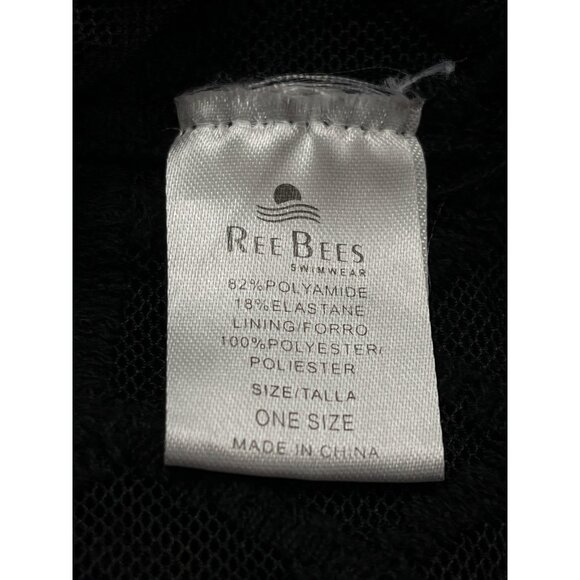 REE BEES
SWIMWEAR
82%POLYAMIDE
18%ELASTANE
LINING/FORRO
100%POLYESTER/
POLIESTER
SIZE/TALLA
ONE SIZE
MADE IN CHINA